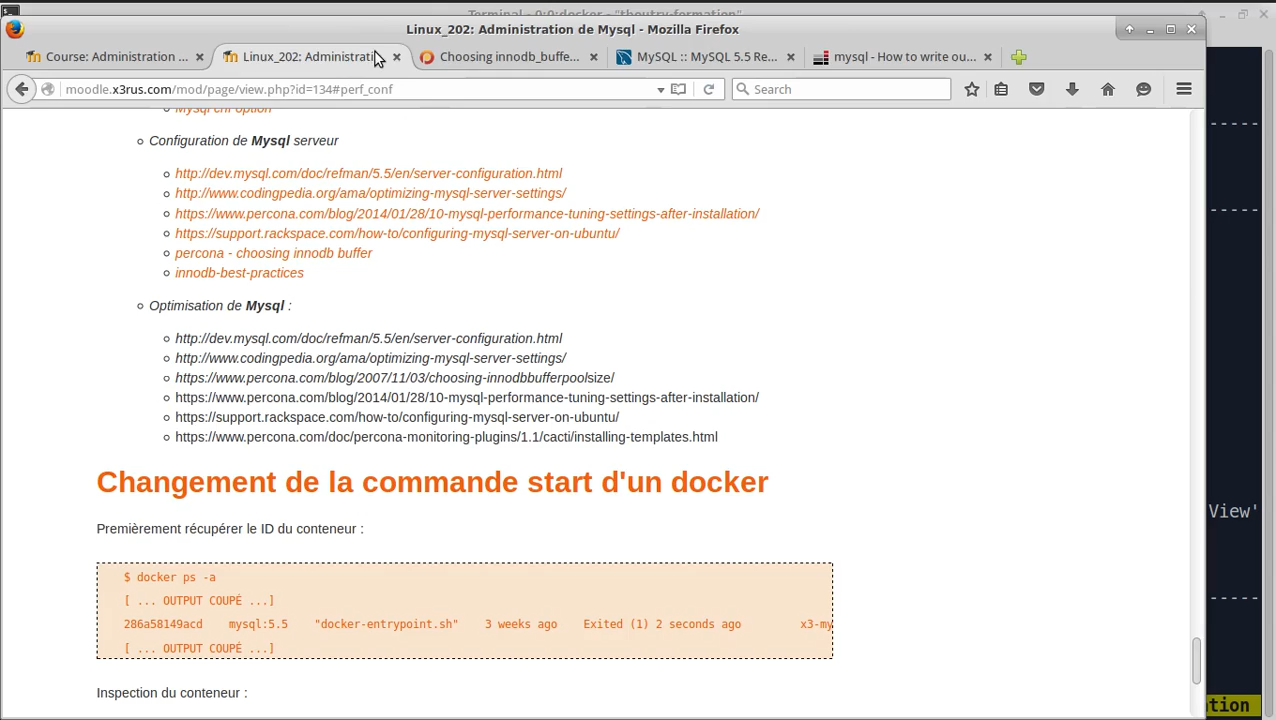 Terminal - 0:0:docker - "thoutry-formation"
Linux_202: Administration de Mysql - Mozilla Firefox
Course: Administration ...
Linux_202: Administrati
Choosing innodb_buffe...
MySQL :: MySQL 5.5 Re...
mysql - How to write ou...
moodle.x3rus.com/mod/page/view.php?id=134#perf_conf
Search
Mysql cnf option
Configuration de Mysql serveur
http://dev.mysql.com/doc/refman/5.5/en/server-configuration.html
http://www.codingpedia.org/ama/optimizing-mysql-server-settings/
https://www.percona.com/blog/2014/01/28/10-mysql-performance-tuning-settings-after-installation/
https://support.rackspace.com/how-to/configuring-mysql-server-on-ubuntu/
percona - choosing innodb buffer
innodb-best-practices
Optimisation de Mysql :
http://dev.mysql.com/doc/refman/5.5/en/server-configuration.html
http://www.codingpedia.org/ama/optimizing-mysql-server-settings/
https://www.percona.com/blog/2007/11/03/choosing-innodbbufferpoolsize/
https://www.percona.com/blog/2014/01/28/10-mysql-performance-tuning-settings-after-installation/
https://support.rackspace.com/how-to/configuring-mysql-server-on-ubuntu/
https://www.percona.com/doc/percona-monitoring-plugins/1.1/cacti/installing-templates.html
Changement de la commande start d'un docker
View'
Premièrement récupérer le ID du conteneur :
$ docker ps -a
[ ... OUTPUT COUPÉ ...]
286a58149acd mysql:5.5 "docker-entrypoint.sh" 3 weeks ago Exited (1) 2 seconds ago x3-my
[ ... OUTPUT COUPÉ ...]
Inspection du conteneur :
ation